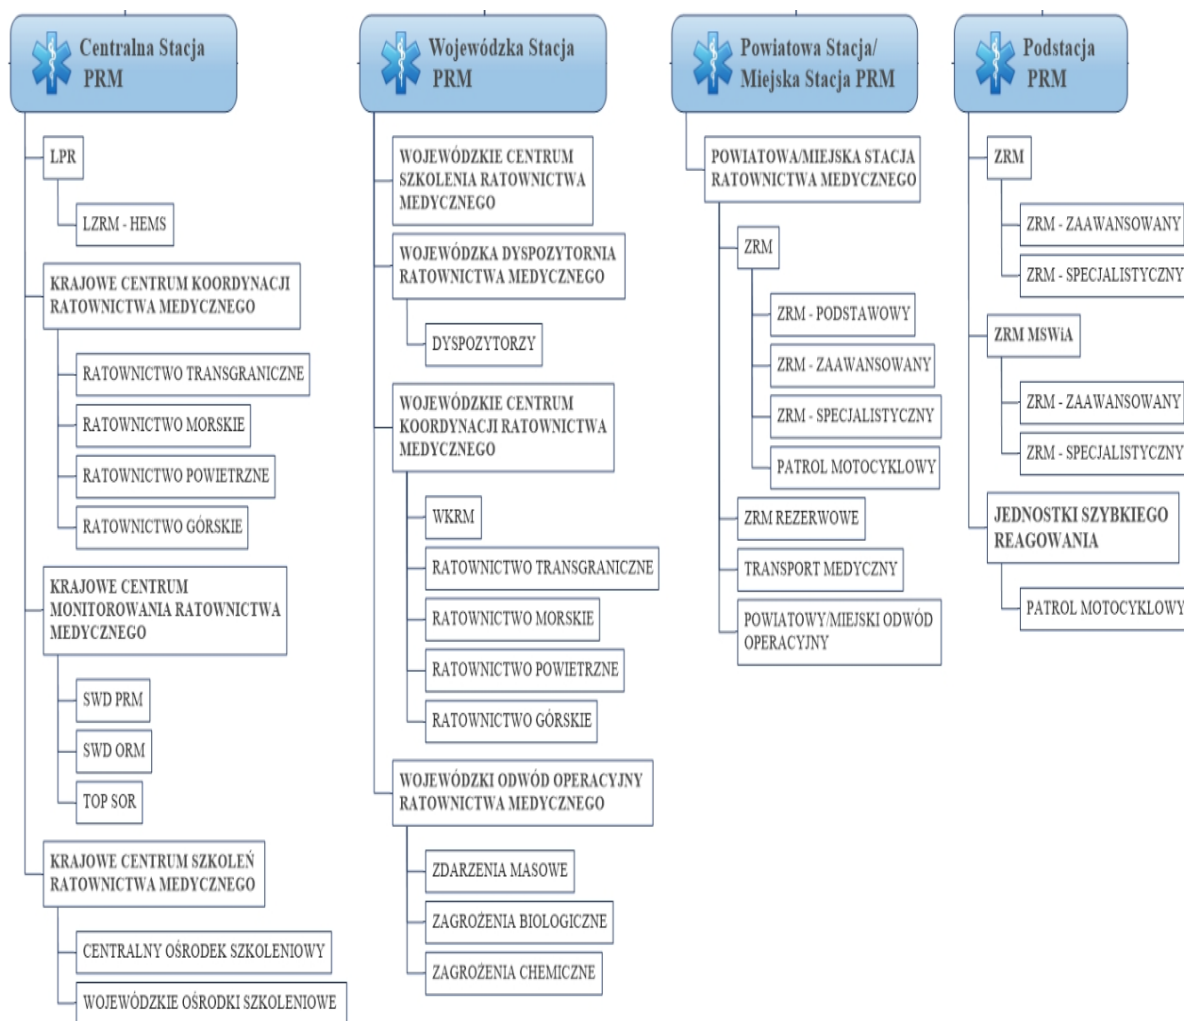 Centralna Stacja
PRM
LPR
LZRM - HEMS
KRAJOWE CENTRUM KOORDYNACJI
RATOWNICTWA MEDYCZNEGO
RATOWNICTWO TRANSGRANICZNE
RATOWNICTWO MORSKIE
RATOWNICTWO POWIETRZNE
RATOWNICTWO GÓRSKIE
KRAJOWE CENTRUM
MONITOROWANIA RATOWNICTWA
MEDYCZNEGO
SWD PRM
SWD ORM
TOP SOR
KRAJOWE CENTRUM SZKOLEŃ
RATOWNICTWA MEDYCZNEGO
CENTRALNY OŚRODEK SZKOLENIOWY
WOJEWÓDZKIE OŚRODKI SZKOLENIOWE
Wojewódzka Stacja
PRM
WOJEWÓDZKIE CENTRUM
SZKOLENIA RATOWNICTWA
MEDYCZNEGO
WOJEWÓDZKA DYSPOZYTORNIA
RATOWNICTWA MEDYCZNEGO
DYSPOZYTORZY
WOJEWÓDZKIE CENTRUM
KOORDYNACJI RATOWNICTWA
MEDYCZNEGO
WKRM
RATOWNICTWO TRANSGRANICZNE
RATOWNICTWO MORSKIE
RATOWNICTWO POWIETRZNE
RATOWNICTWO GÓRSKIE
WOJEWÓDZKI ODWÓD OPERACYJNY
RATOWNICTWA MEDYCZNEGO
ZDARZENIA MASOWE
ZAGROŻENIA BIOLOGICZNE
ZAGROŻENIA CHEMICZNE
Powiatowa Stacja/
Miejska Stacja PRM
POWIATOWA/MIEJSKA STACJA
RATOWNICTWA MEDYCZNEGO
ZRM
ZRM - PODSTAWOWY
ZRM - ZAAWANSOWANY
ZRM - SPECJALISTYCZNY
PATROL MOTOCYKLOWY
ZRM REZERWOWE
TRANSPORT MEDYCZNY
POWIATOWY/MIEJSKI ODWÓD
OPERACYJNY
Podstacja
PRM
ZRM
ZRM - ZAAWANSOWANY
ZRM - SPECJALISTYCZNY
ZRM MSWiA
ZRM - ZAAWANSOWANY
ZRM - SPECJALISTYCZNY
JEDNOSTKI SZYBKIEGO
REAGOWANIA
PATROL MOTOCYKLOWY